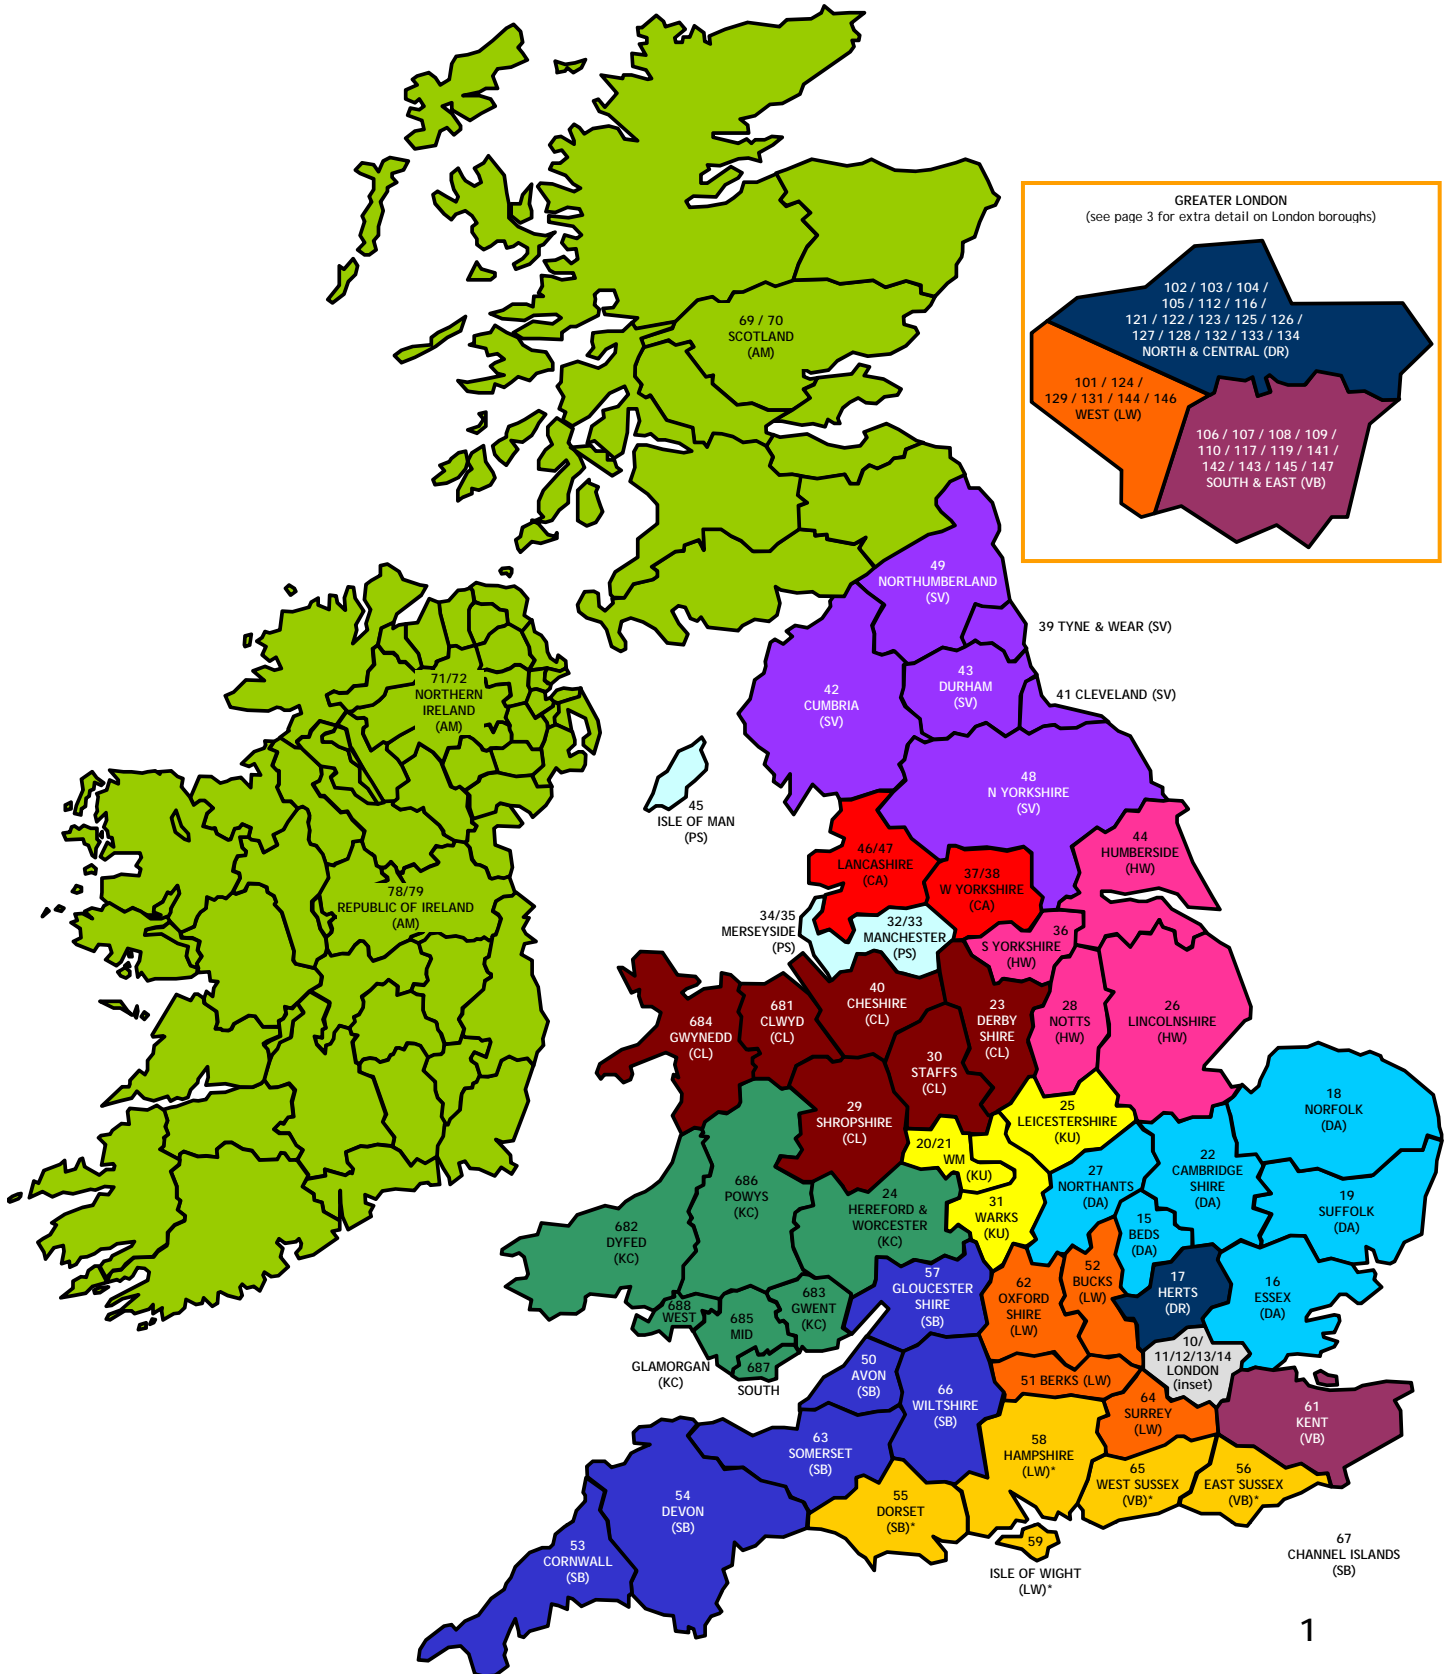 GREATER LONDON
(see page 3 for extra detail on London boroughs)
102 / 103 / 104 /
105 / 112 / 116 /
121 / 122 / 123 / 125 / 126 /
127 / 128 / 132 / 133 / 134
NORTH & CENTRAL (DR)
101 / 124 /
129 / 131 / 144 / 146
WEST (LW)
106 / 107 / 108 / 109 /
110 / 117 / 119 / 141 /
142 / 143 / 145 / 147
SOUTH & EAST (VB)
69 / 70
SCOTLAND
(AM)
49
NORTHUMBERLAND
(SV)
39 TYNE & WEAR (SV)
71/72
NORTHERN
IRELAND
(AM)
42
CUMBRIA
(SV)
43
DURHAM
(SV)
41 CLEVELAND (SV)
45
ISLE OF MAN
(PS)
48
N YORKSHIRE
(SV)
46/47
LANCASHIRE
(CA)
37/38
W YORKSHIRE
(CA)
44
HUMBERSIDE
(HW)
78/79
REPUBLIC OF IRELAND
(AM)
34/35
MERSEYSIDE
(PS)
32/33
MANCHESTER
(PS)
36
S YORKSHIRE
(HW)
684
GWYNEDD
(CL)
681
CLWYD
(CL)
40
CHESHIRE
(CL)
23
DERBY
SHIRE
(CL)
28
NOTTS
(HW)
26
LINCOLNSHIRE
(HW)
30
STAFFS
(CL)
29
SHROPSHIRE
(CL)
25
LEICESTERSHIRE
(KU)
18
NORFOLK
(DA)
20/21
WM
(KU)
22
CAMBRIDGE
SHIRE
(DA)
27
NORTHANTS
(DA)
19
SUFFOLK
(DA)
686
POWYS
(KC)
24
HEREFORD &
WORCESTER
(KC)
31
WARKS
(KU)
15
BEDS
(DA)
682
DYFED
(KC)
57
GLOUCESTER
SHIRE
(SB)
62
OXFORD
SHIRE
(LW)
52
BUCKS
(LW)
17
HERTS
(DR)
16
ESSEX
(DA)
688
WEST
685
MID
683
GWENT
(KC)
687
GLAMORGAN
(KC)
SOUTH
10/
11/12/13/14
LONDON
(inset)
50
AVON
(SB)
66
WILTSHIRE
(SB)
51 BERKS (LW)
64
SURREY
(LW)
61
KENT
(VB)
63
SOMERSET
(SB)
58
HAMPSHIRE
(LW)*
65
WEST SUSSEX
(VB)*
56
EAST SUSSEX
(VB)*
54
DEVON
(SB)
55
DORSET
(SB)*
53
CORNWALL
(SB)
59
ISLE OF WIGHT
(LW)*
67
CHANNEL ISLANDS
(SB)
1